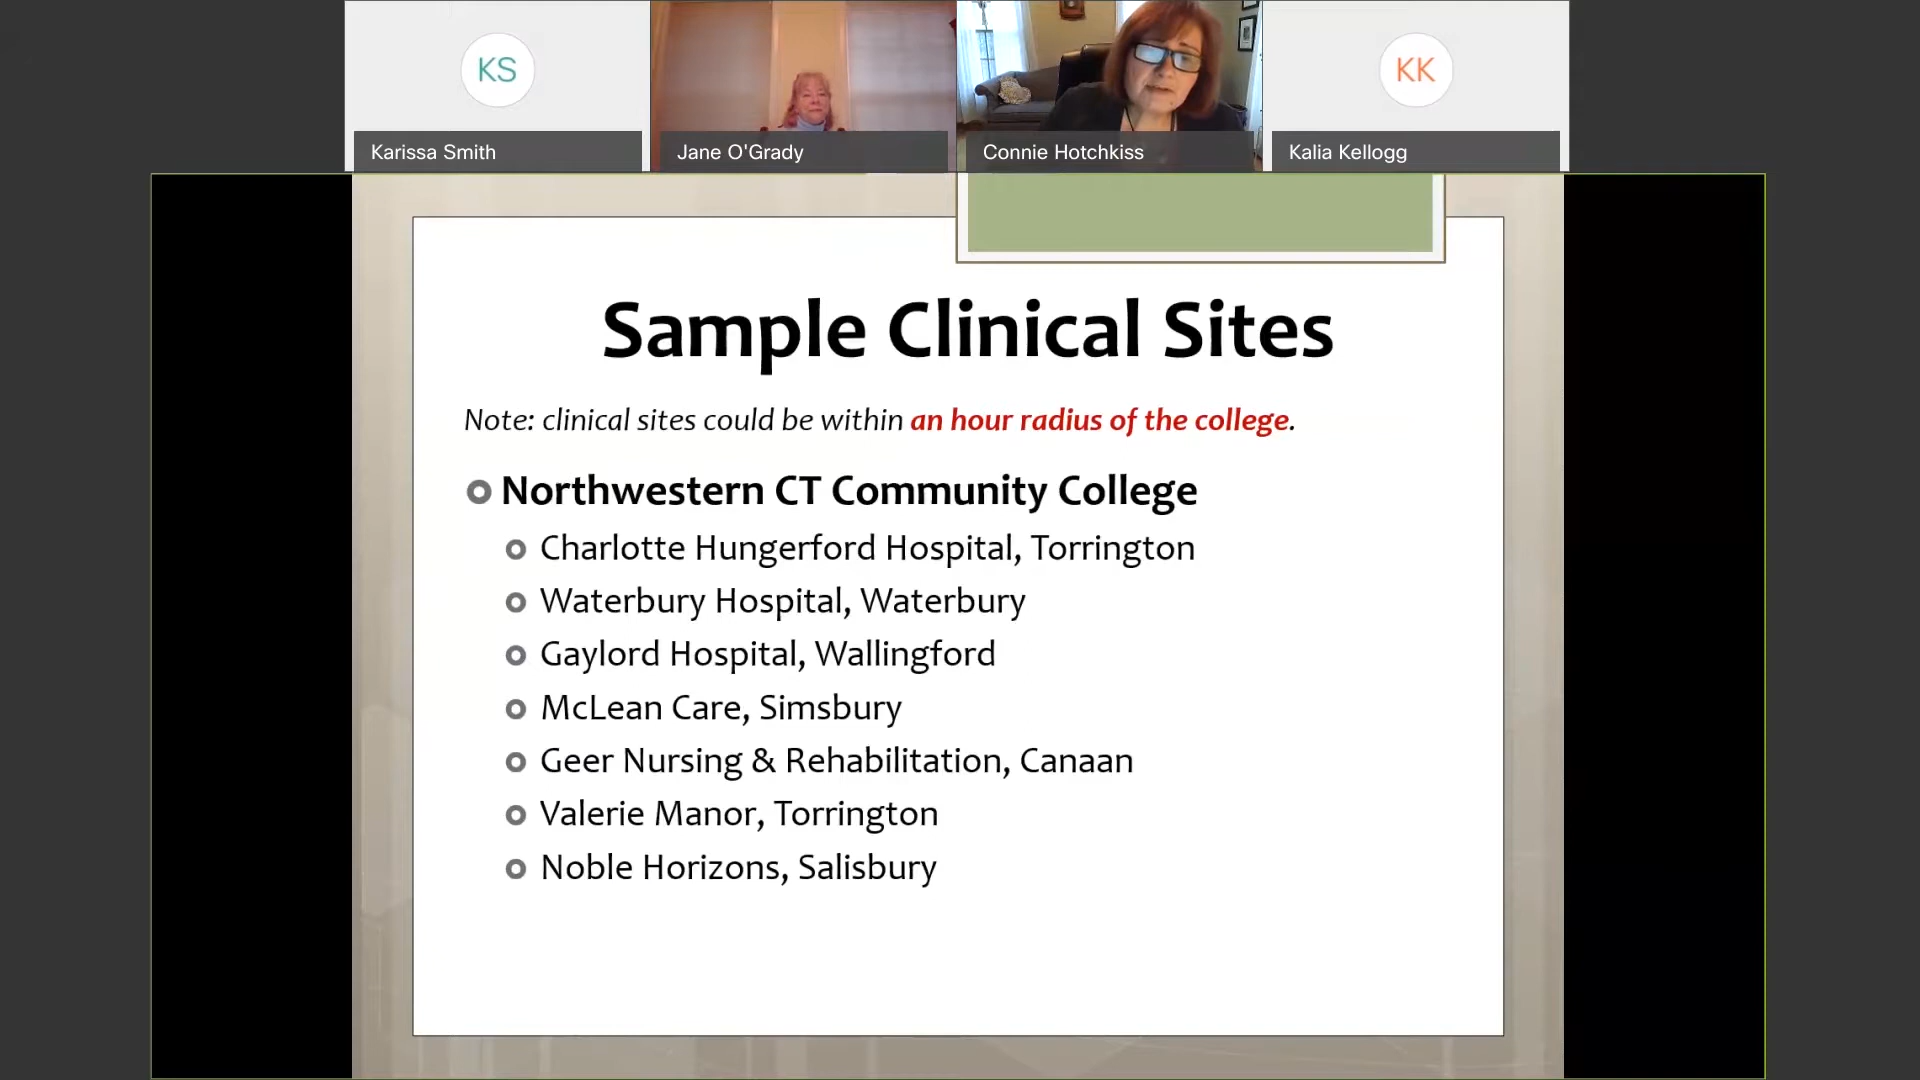 KS
KK
Karissa Smith
Jane O'Grady
Connie Hotchkiss
Kalia Kellogg
Sample Clinical Sites
Note: clinical sites could be within an hour radius of the college.
Northwestern CT Community College
Charlotte Hungerford Hospital, Torrington
Waterbury Hospital, Waterbury
Gaylord Hospital, Wallingford
McLean Care, Simsbury
Geer Nursing & Rehabilitation, Canaan
Valerie Manor, Torrington
Noble Horizons, Salisbury